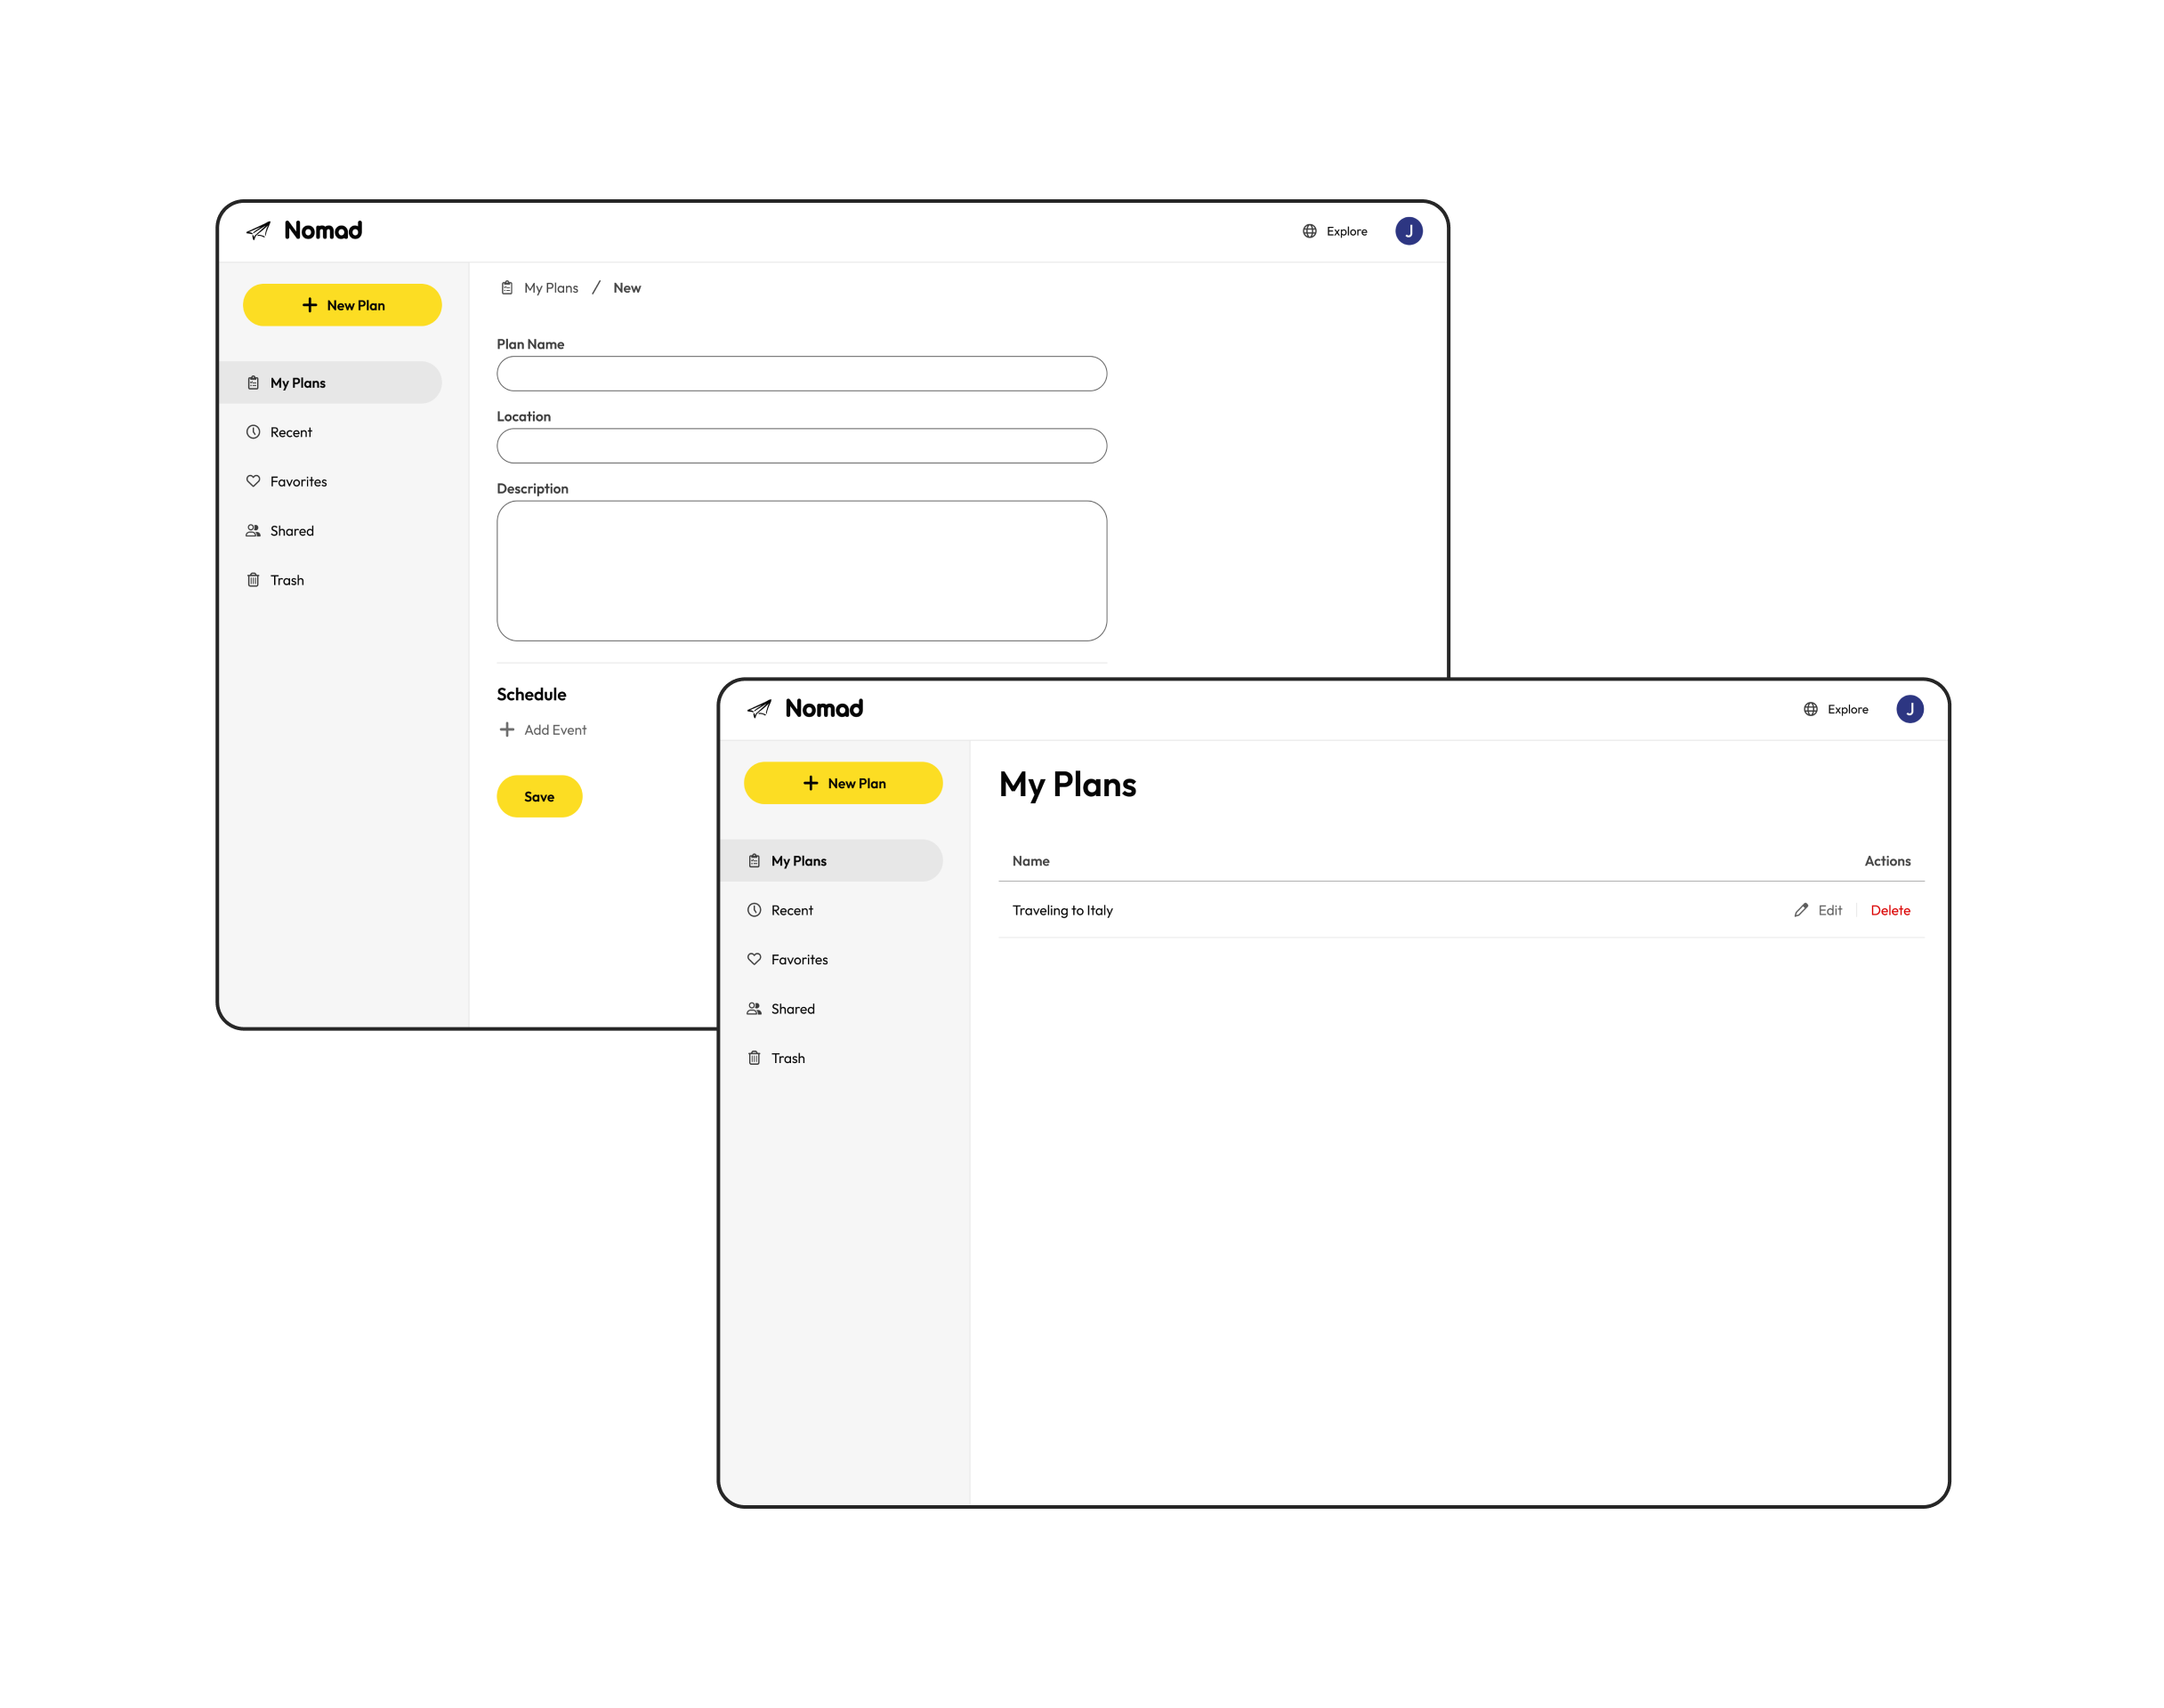 Nomad
Explore
J
New Plan
My Plans
Recent
Favorites
Shared
Trash
My Plans / New
Plan Name
Location
Description
Schedule
Add Event
Save
Nomad
Explore
J
New Plan
My Plans
Recent
Favorites
Shared
Trash
My Plans
Name Actions
Traveling to Italy Edit Delete